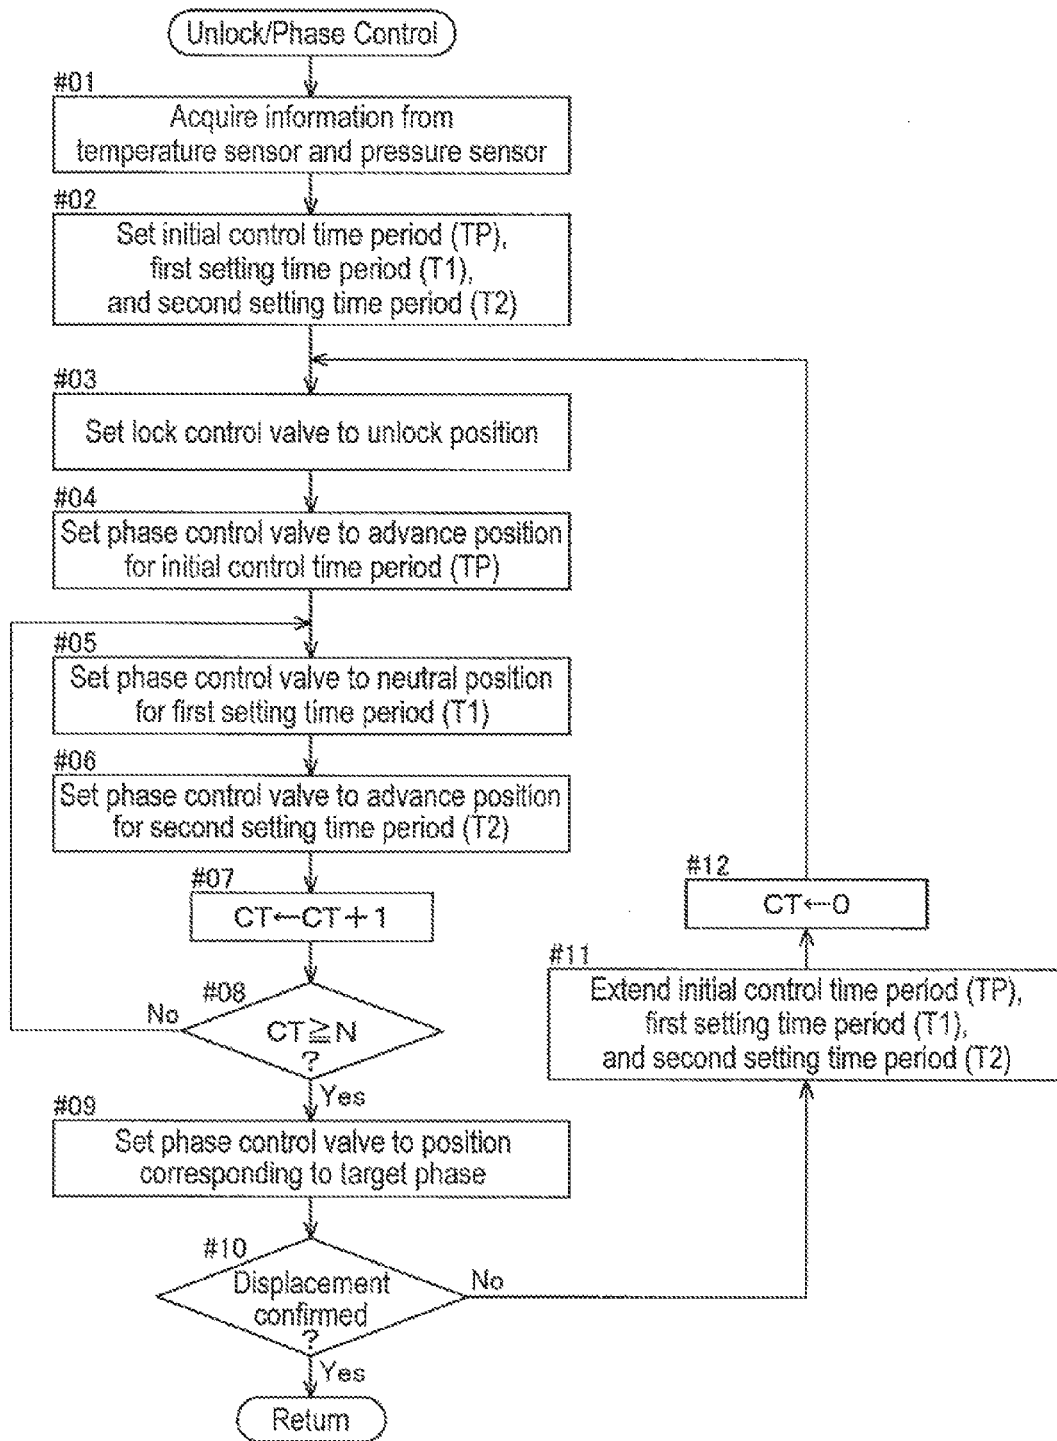 Unlock/Phase Control
#01
Acquire information from
temperature sensor and pressure sensor
#02
Set initial control time period (TP),
first setting time period (T1),
and second setting time period (T2)
#03
Set lock control valve to unlock position
#04
Set phase control valve to advance position
for initial control time period (TP)
#05
Set phase control valve to neutral position
for first setting time period (T1)
#06
Set phase control valve to advance position
for second setting time period (T2)
#07
CT←CT+1
#08
No
CT≧N
?
Yes
#09
Set phase control valve to position
corresponding to target phase
#10
Displacement
confirmed
?
No
Yes
Return
#11
Extend initial control time period (TP),
first setting time period (T1),
and second setting time period (T2)
#12
CT←0